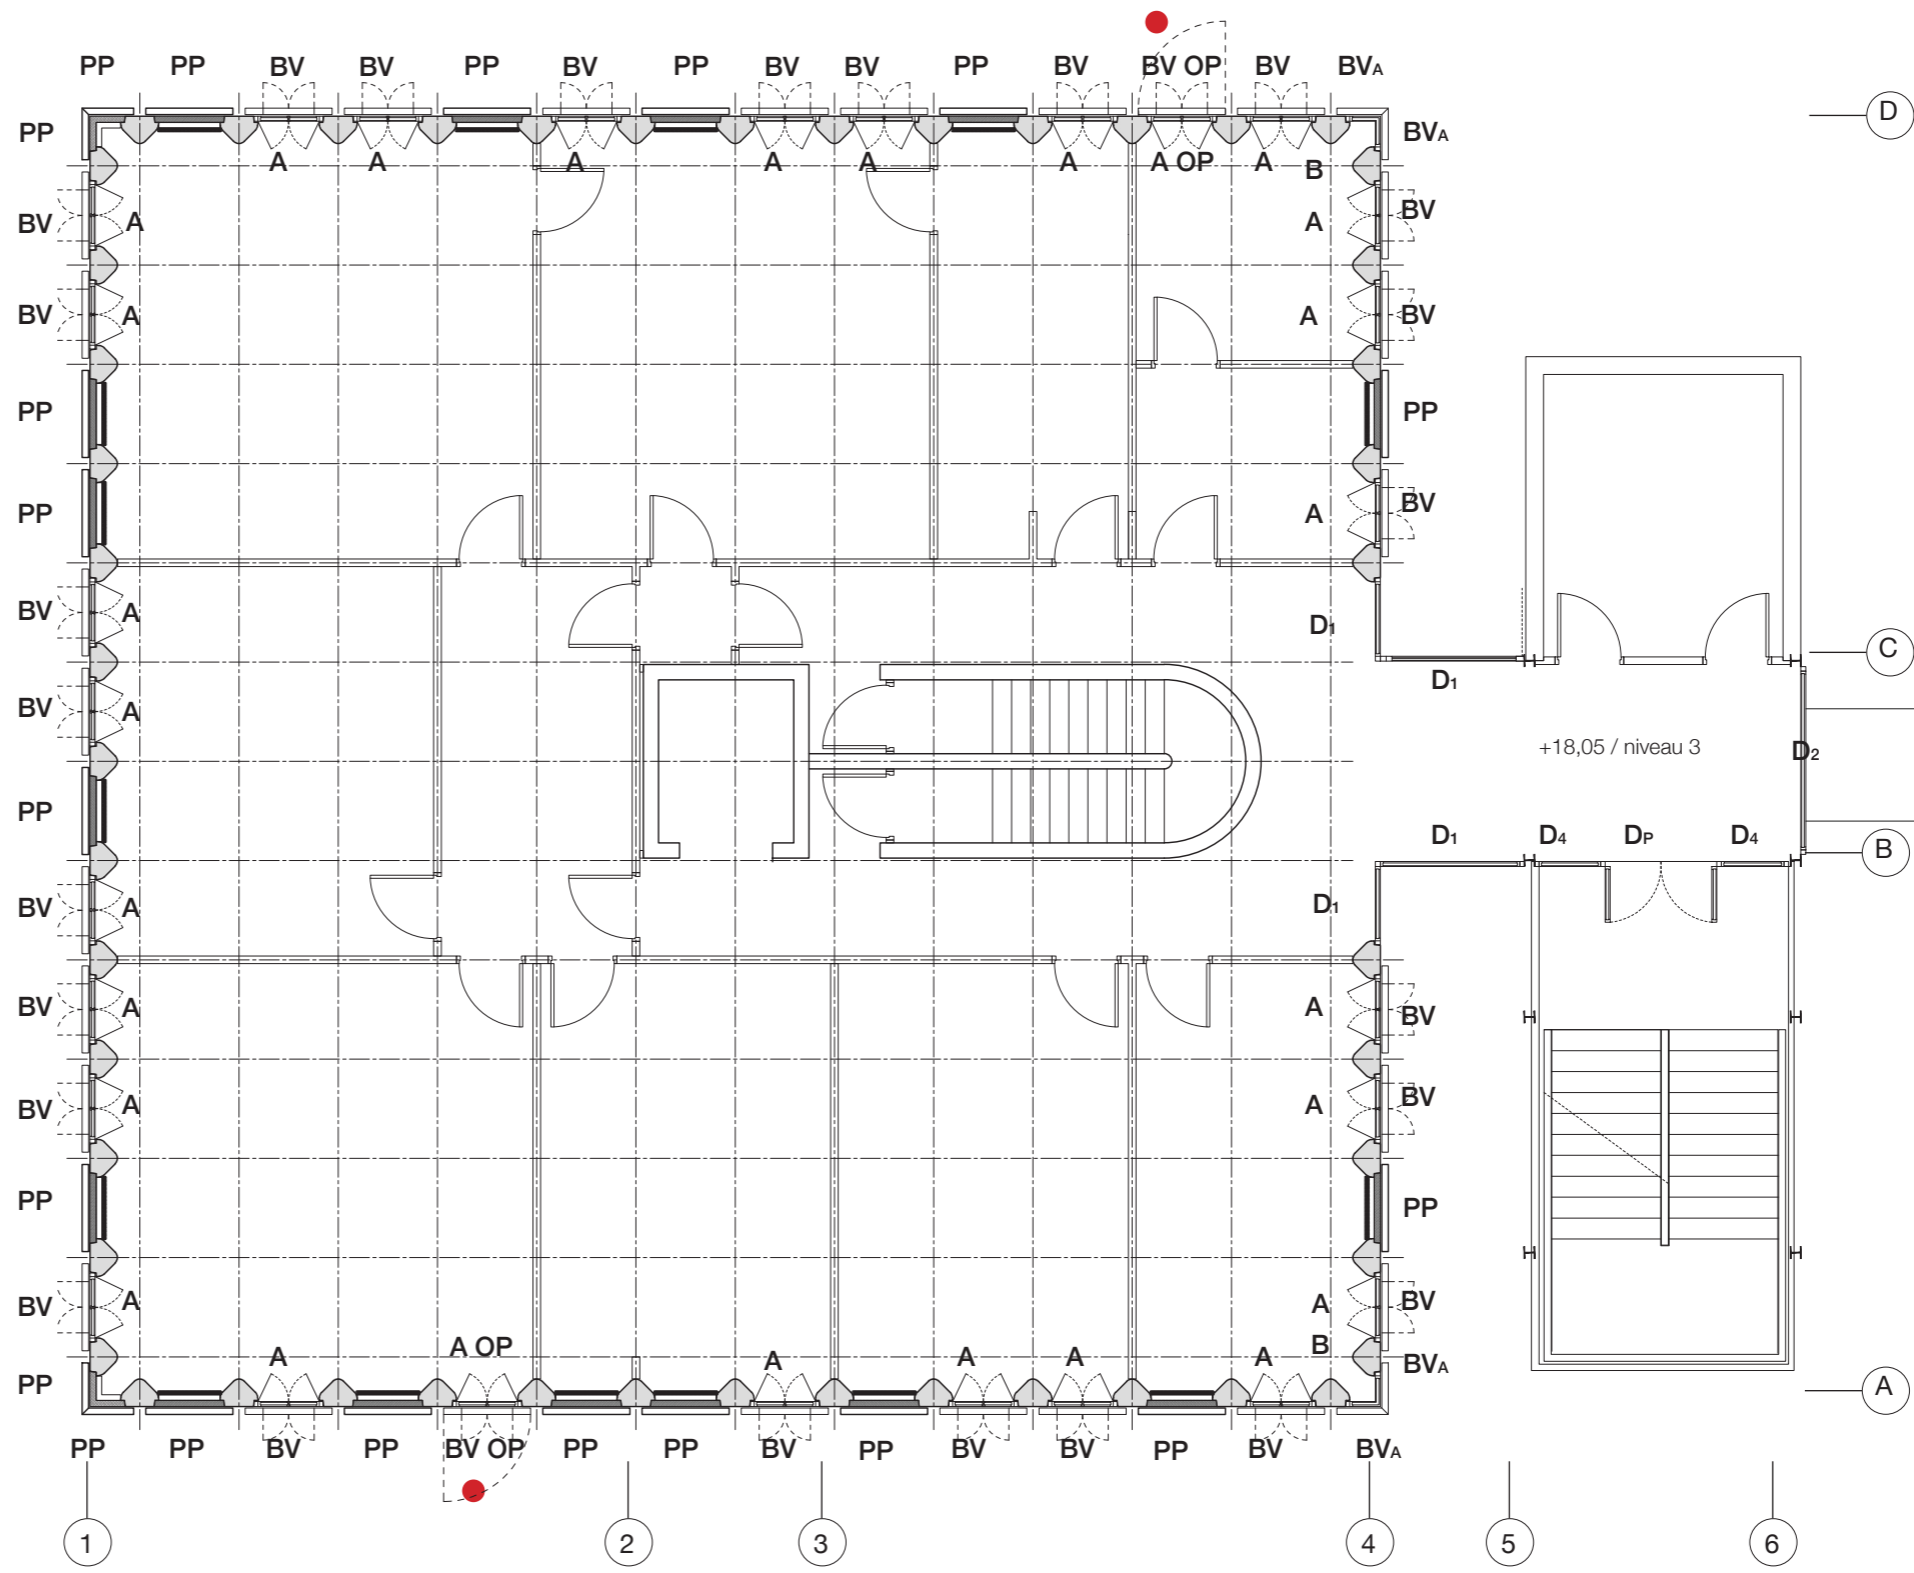 PP PP BV BV PP BV PP BV BV PP BV BV OP BV BVA
D
PP BVA
A A A A A A A OP A B
BV A A BV
BV A A BV
PP PP
PP A BV
BV A D1
C
D1
BV A
+18,05 / niveau 3 D2
PP
D1 D4 DP D4
B
BV A D1
BV A A BV
BV A A BV
PP PP
BV A A BV
A OP B
A A A A A
PP BVA
A
PP PP BV PP BV OP PP PP BV PP BV BV PP BV BVA
1 2 3 4 5 6